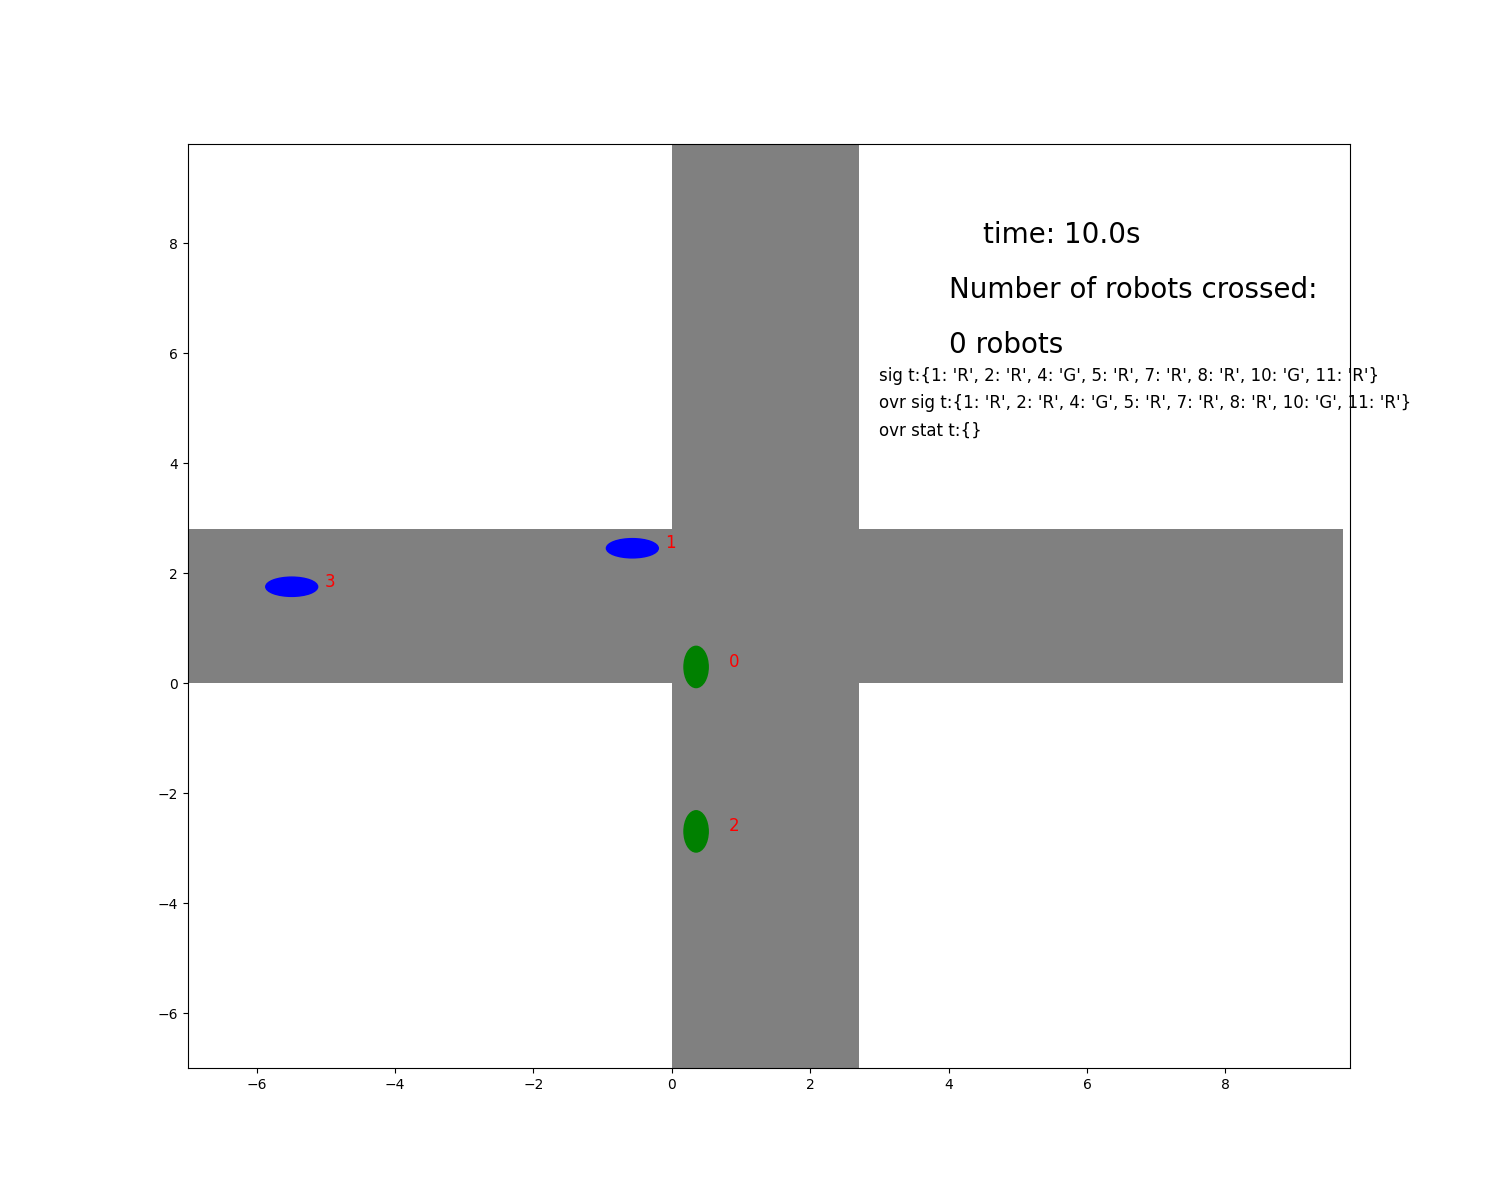 time: 10.0s
Number of robots crossed:
0 robots
sig t:{1: 'R', 2: 'R', 4: 'G', 5: 'R', 7: 'R', 8: 'R', 10: 'G', 11: 'R'}
ovr sig t:{1: 'R', 2: 'R', 4: 'G', 5: 'R', 7: 'R', 8: 'R', 10: 'G', 11: 'R'}
ovr stat t:{}
8
6
4
2
0
−2
−4
−6
1
3
0
2
−6 −4 −2 0 2 4 6 8